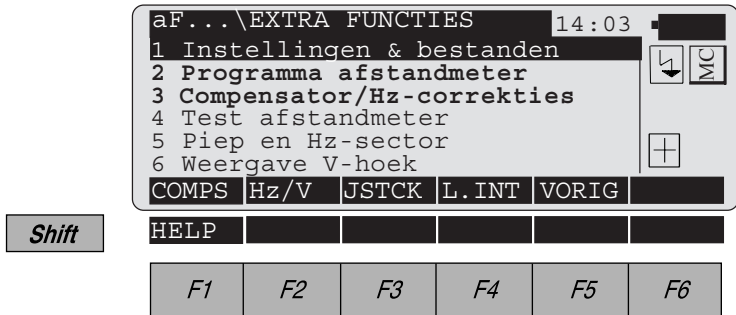 aF...\EXTRA FUNCTIES 14:03
1 Instellingen & bestanden
2 Programma afstandmeter
3 Compensator/Hz-correkties
4 Test afstandmeter
5 Piep en Hz-sector
6 Weergave V-hoek
MC
COMPS Hz/V JSTCK L.INT VORIG
Shift HELP
F1 F2 F3 F4 F5 F6